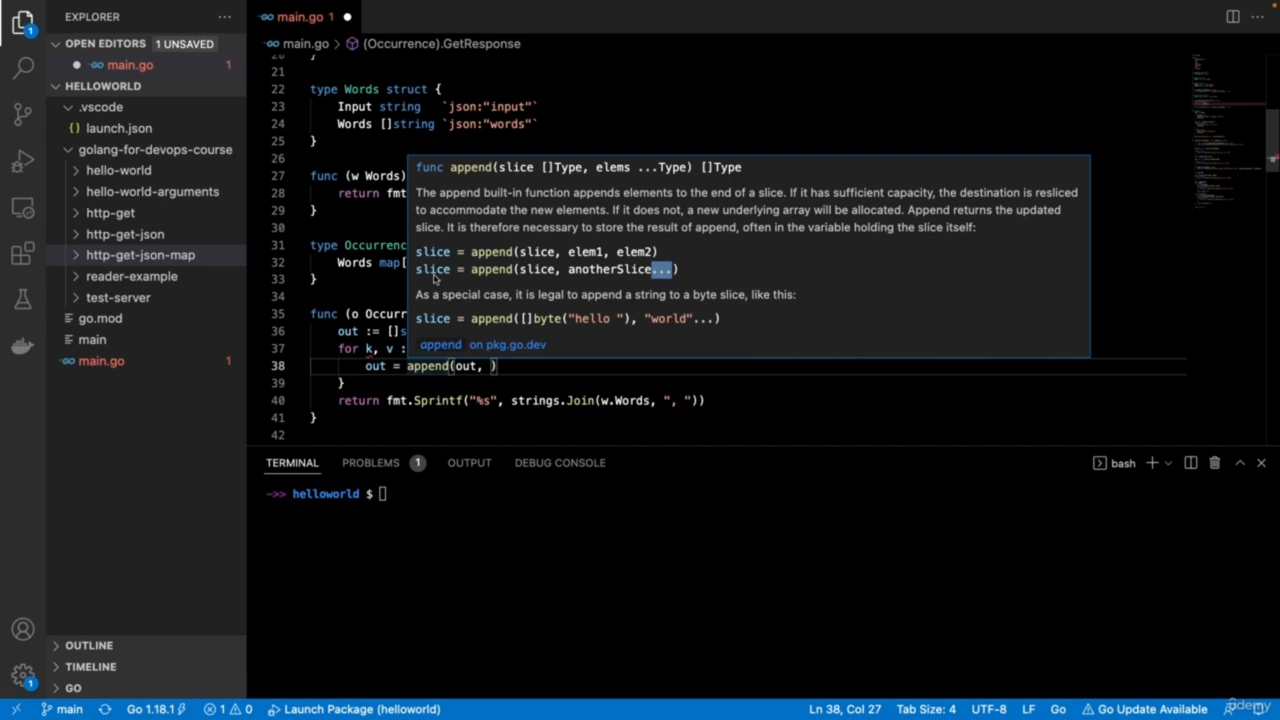 EXPLORER
OPEN EDITORS 1 UNSAVED
main.go 1
HELLOWORLD
.vscode
{} launch.json
golang-for-devops-course
hello-world
hello-world-arguments
http-get
http-get-json
http-get-json-map
reader-example
test-server
go.mod
main
main.go 1
OUTLINE
TIMELINE
GO
main.go 1
main.go > (Occurrence).GetResponse
20 }
21
22 type Words struct {
23 Input string `json:"input"`
24 Words []string `json:"words"`
25 }
26
27 func (w Words)
28 return fmt
29 }
30
31 type Occurrenc
32 Words map[
33 }
34
35 func (o Occurr
36 out := []s
37 for k, v :
38 out = append(out, )
39 }
40 return fmt.Sprintf("%s", strings.Join(w.Words, ", "))
41 }
42
func append(slice []Type, elems ...Type) []Type
The append built-in function appends elements to the end of a slice. If it has sufficient capacity, the destination is resliced
to accommodate the new elements. If it does not, a new underlying array will be allocated. Append returns the updated
slice. It is therefore necessary to store the result of append, often in the variable holding the slice itself:
slice = append(slice, elem1, elem2)
slice = append(slice, anotherSlice...)
As a special case, it is legal to append a string to a byte slice, like this:
slice = append([]byte("hello "), "world"...)
append on pkg.go.dev
TERMINAL PROBLEMS 1 OUTPUT DEBUG CONSOLE
bash
->> helloworld $
1
1
main Go 1.18.1 1 0 Launch Package (helloworld)
Ln 38, Col 27 Tab Size: 4 UTF-8 LF Go Go Update Available
udemy